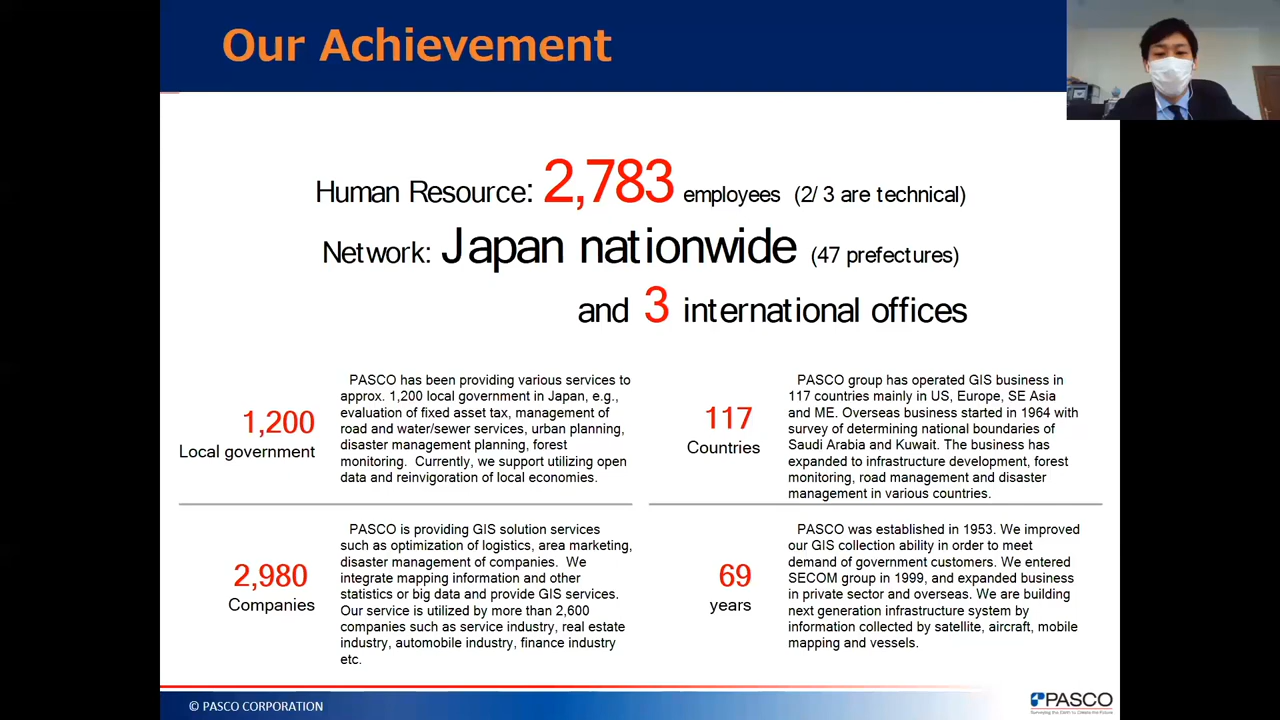 Our Achievement
Human Resource: 2,783 employees (2/ 3 are technical)
Network: Japan nationwide (47 prefectures)
and 3 international offices
1,200
Local government
PASCO has been providing various services to
approx. 1,200 local government in Japan, e.g.,
evaluation of fixed asset tax, management of
road and water/sewer services, urban planning,
disaster management planning, forest
monitoring. Currently, we support utilizing open
data and reinvigoration of local economies.
117
Countries
PASCO group has operated GIS business in
117 countries mainly in US, Europe, SE Asia
and ME. Overseas business started in 1964 with
survey of determining national boundaries of
Saudi Arabia and Kuwait. The business has
expanded to infrastructure development, forest
monitoring, road management and disaster
management in various countries.
2,980
Companies
PASCO is providing GIS solution services
such as optimization of logistics, area marketing,
disaster management of companies. We
integrate mapping information and other
statistics or big data and provide GIS services.
Our service is utilized by more than 2,600
companies such as service industry, real estate
industry, automobile industry, finance industry
etc.
69
years
PASCO was established in 1953. We improved
our GIS collection ability in order to meet
demand of government customers. We entered
SECOM group in 1999, and expanded business
in private sector and overseas. We are building
next generation infrastructure system by
information collected by satellite, aircraft, mobile
mapping and vessels.
© PASCO CORPORATION
PASCO